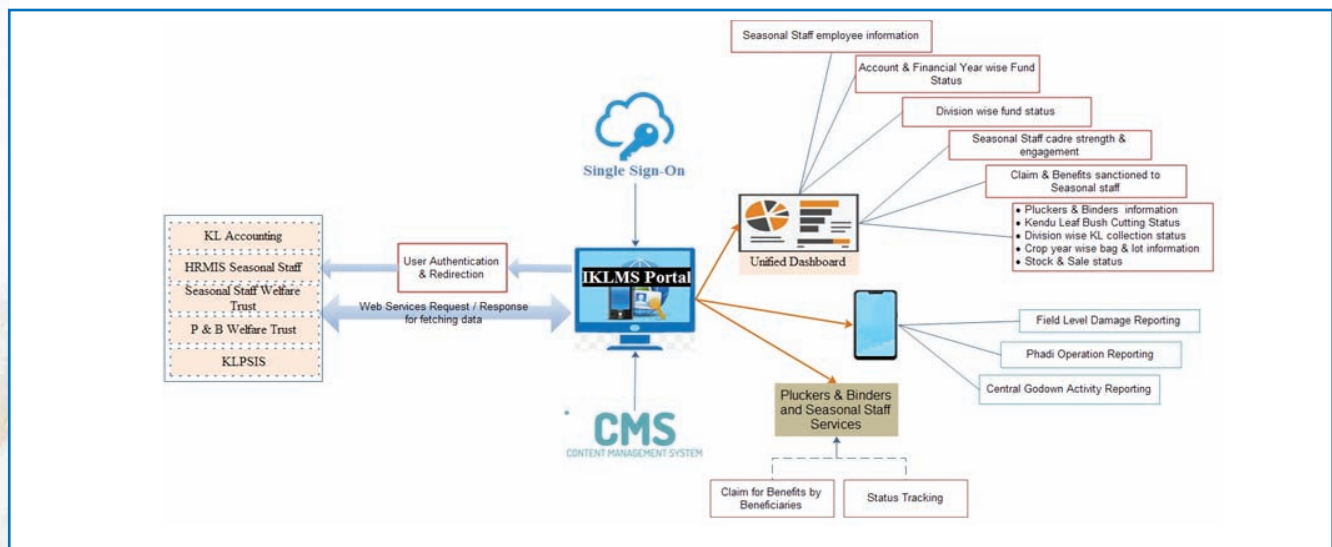 Seasonal Staff employee information
Account & Financial Year wise Fund
Status
Division wise fund status
Seasonal Staff cadre strength &
engagement
Claim & Benefits sanctioned to
Seasonal staff
• Pluckers & Binders information
• Kendu Leaf Bush Cutting Status
• Division wise KL collection status
• Crop year wise bag & lot information
• Stock & Sale status
Single Sign-On
Unified Dashboard
KL Accounting
HRMIS Seasonal Staff
Seasonal Staff Welfare
Trust
P & B Welfare Trust
KLPSIS
User Authentication
& Redirection
Web Services Request / Response
for fetching data
IKLMS Portal
Field Level Damage Reporting
Phadi Operation Reporting
Central Godown Activity Reporting
Pluckers & Binders
and Seasonal Staff
Services
CMS
CONTENT MANAGEMENT SYSTEM
Claim for Benefits by
Beneficiaries
Status Tracking